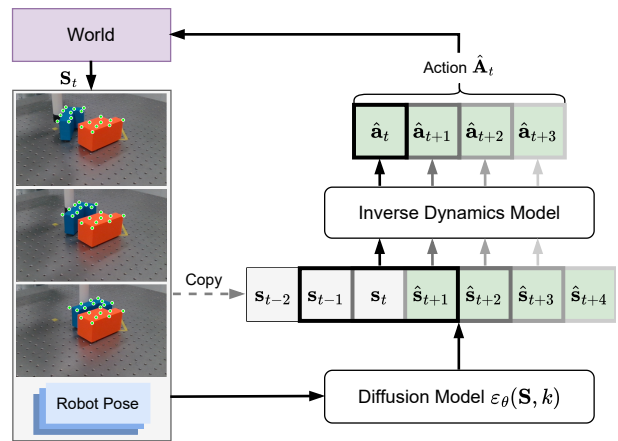 World
S_t
Action Â_t
â_t â_{t+1} â_{t+2} â_{t+3}
Inverse Dynamics Model
Copy
s_{t−2} s_{t−1} s_t ŝ_{t+1} ŝ_{t+2} ŝ_{t+3} ŝ_{t+4}
Robot Pose
Diffusion Model ε_θ(S, k)